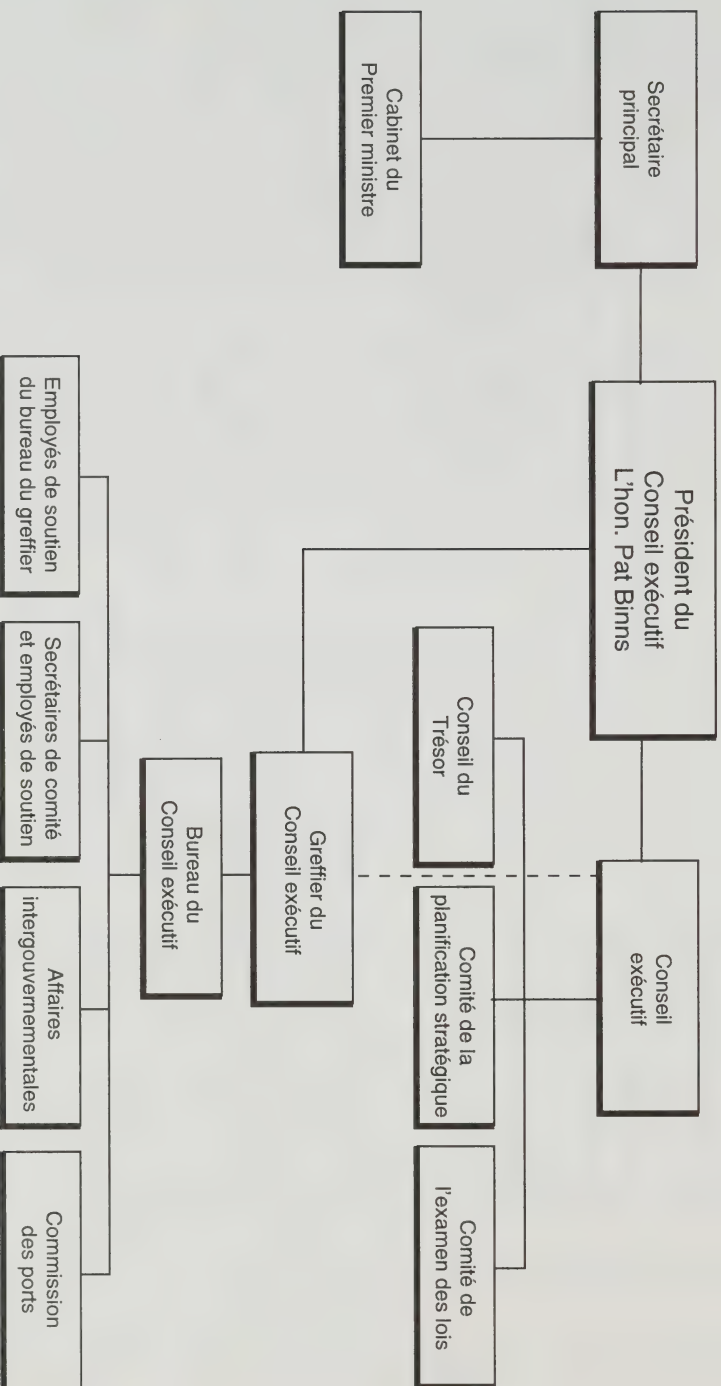 Président du
Conseil exécutif
L'hon. Pat Binns
Secrétaire
principal
Conseil
exécutif
Cabinet du
Premier ministre
Conseil du
Trésor
Comité de la
planification stratégique
Comité de
l'examen des lois
Greffier du
Conseil exécutif
Bureau du
Conseil exécutif
Employés de soutien
du bureau du greffier
Secrétaires de comité
et employés de soutien
Affaires
intergouvernementales
Commission
des ports